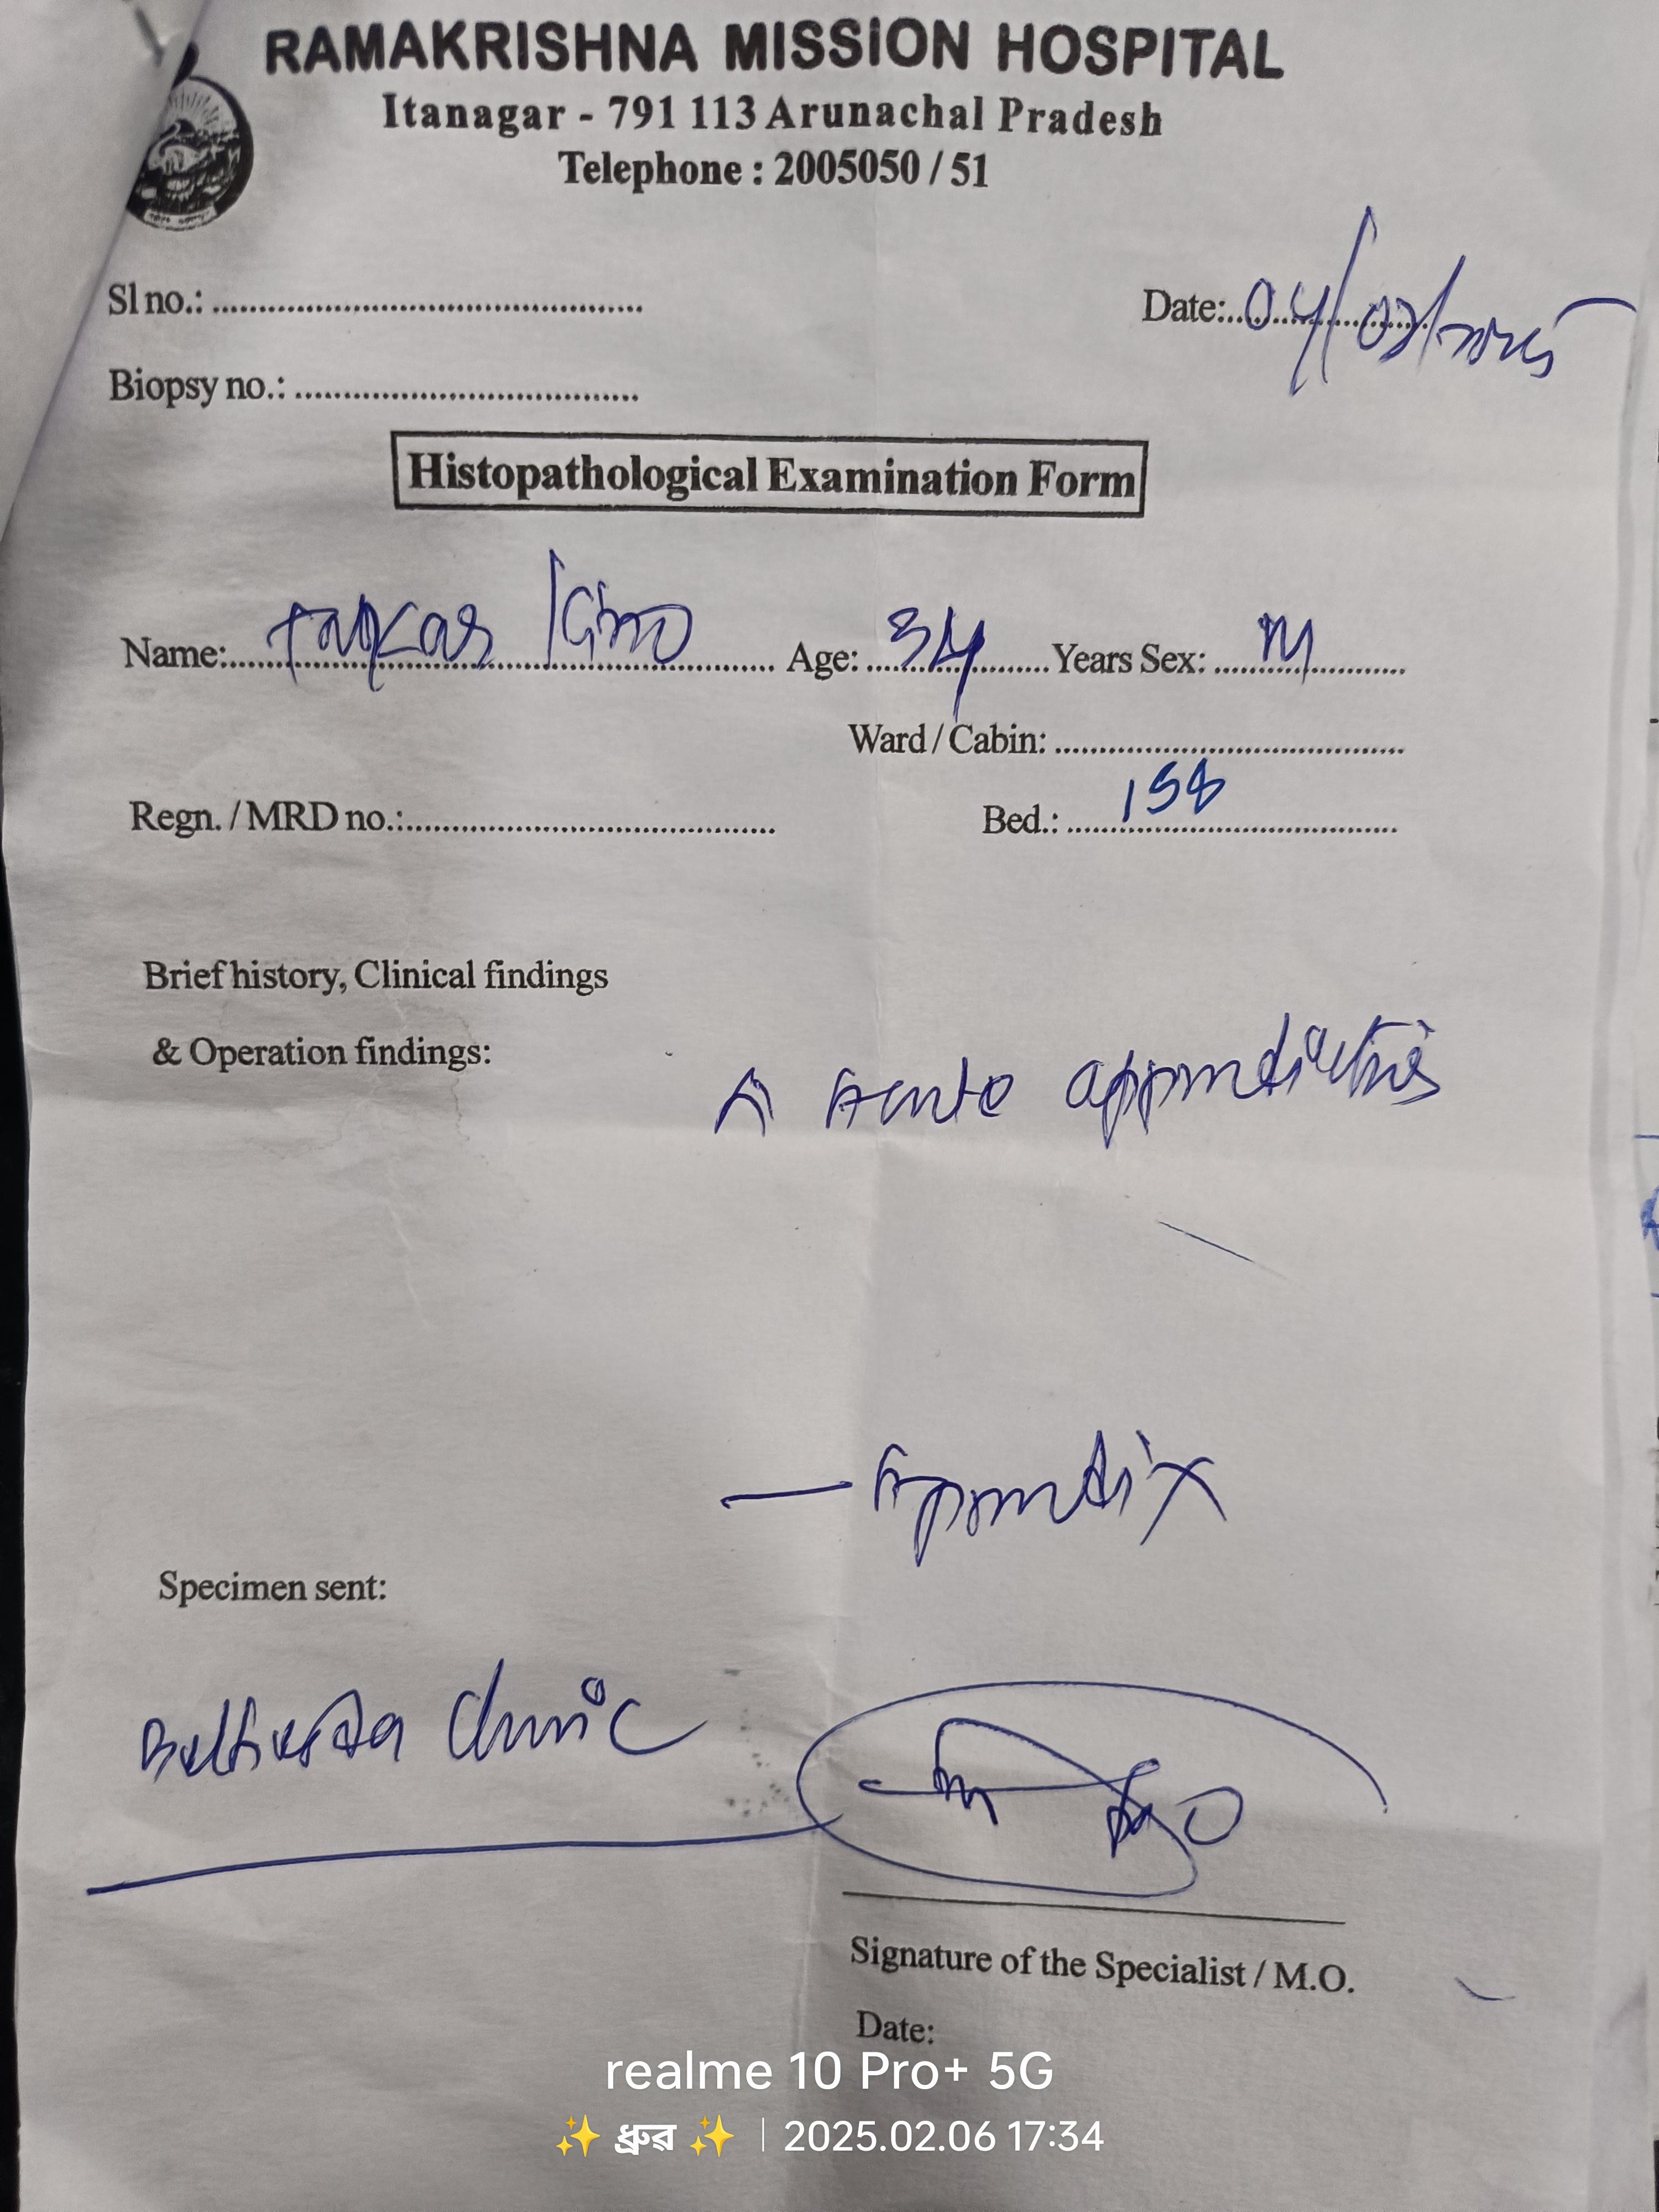 RAMAKRISHNA MISSION HOSPITAL
Itanagar - 791 113 Arunachal Pradesh
Telephone : 2005050 / 51
Sl no.: ........................................
Date: 04/02/2025
Biopsy no.: ........................................
Histopathological Examination Form
Name: Kino Age: 34 Years Sex: M
Ward / Cabin: ........................................
Regn. / MRD no.: ........................................ Bed.: 158
Brief history, Clinical findings
& Operation findings:
Acute appendicitis
— Appendix
Specimen sent:
Clinic
Signature of the Specialist / M.O.
Date:
realme 10 Pro+ 5G
✨ ধ্রুৱ ✨ | 2025.02.06 17:34